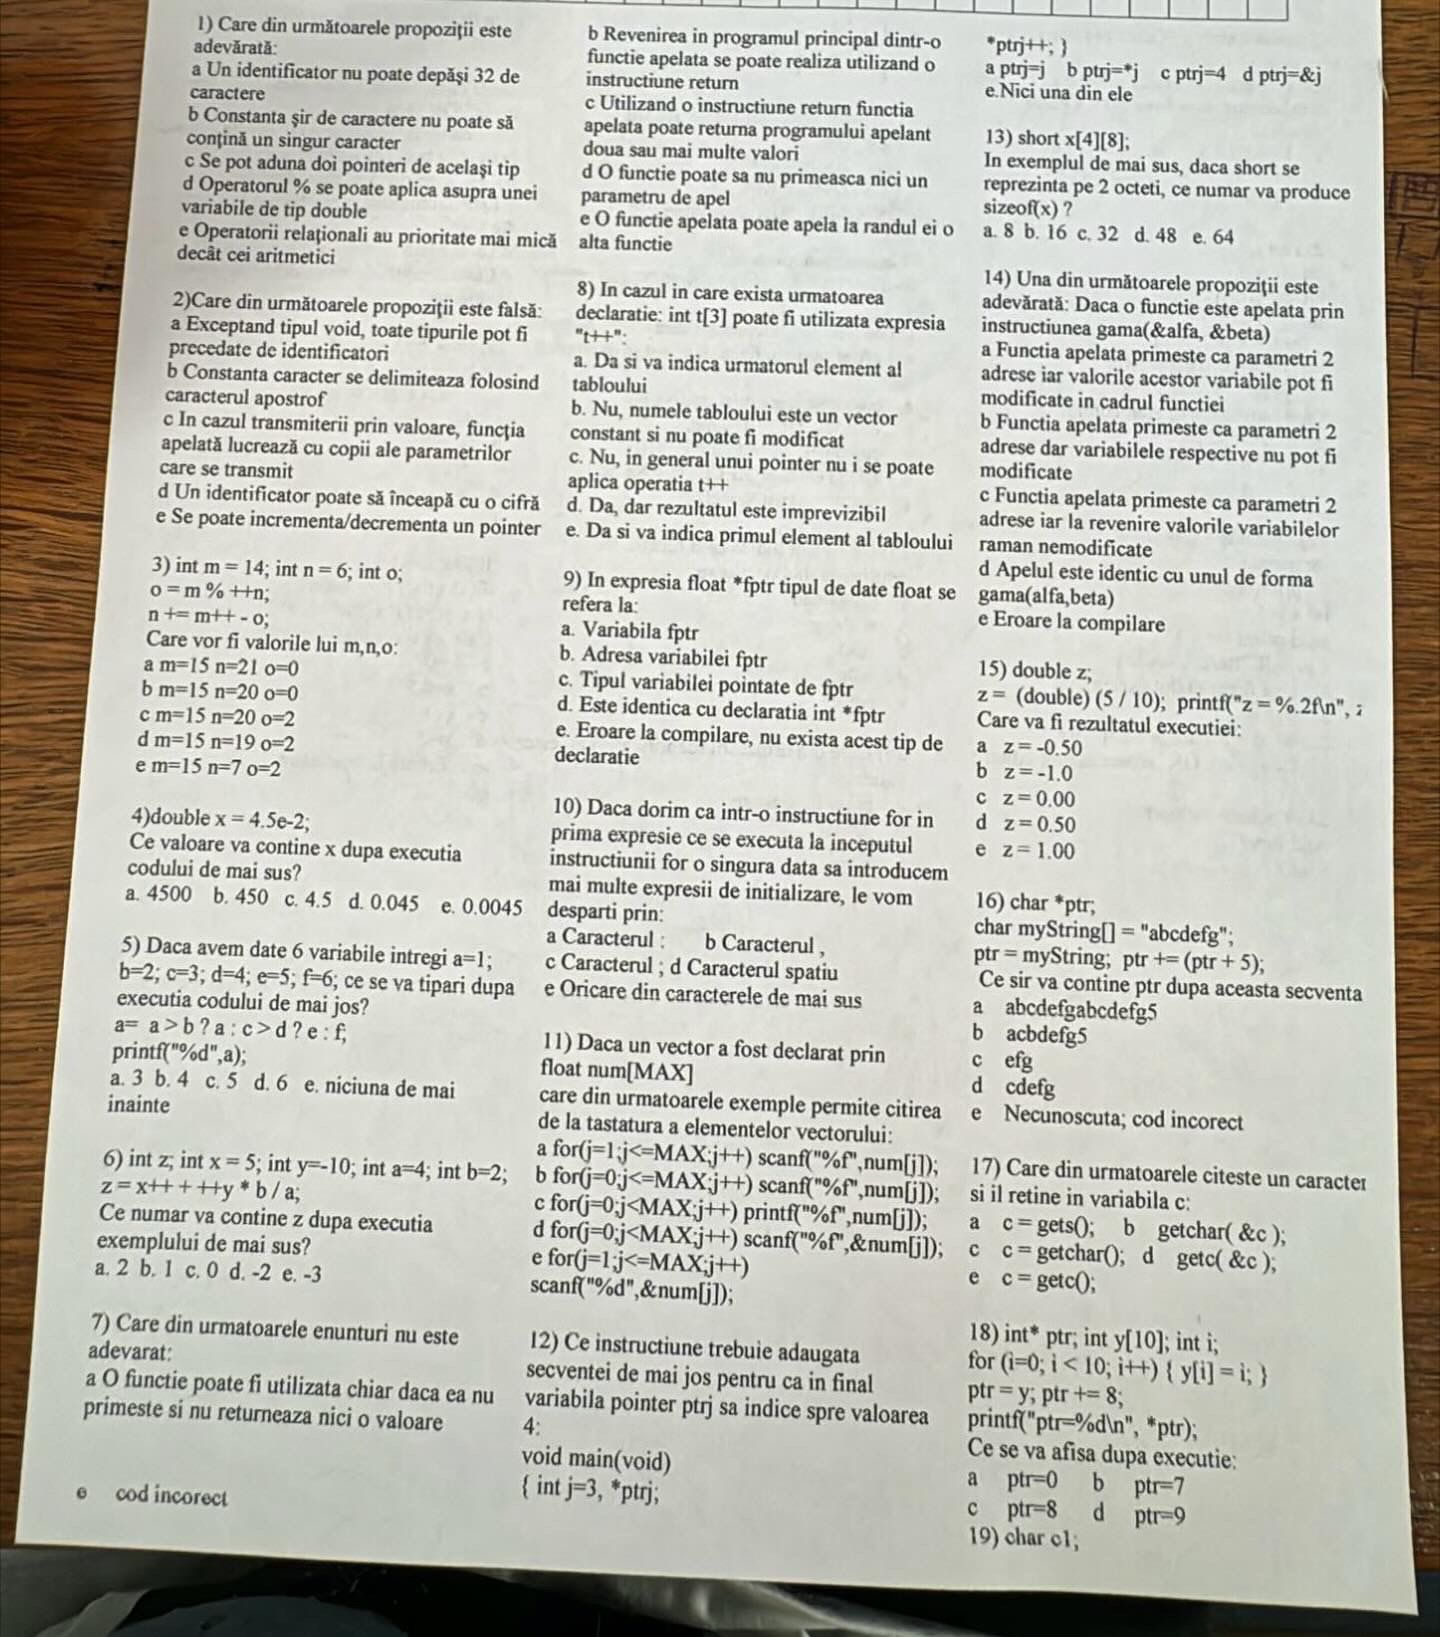 1) Care din următoarele propoziţii este
adevărată:
a Un identificator nu poate depăşi 32 de
caractere
b Constanta şir de caractere nu poate să
conţină un singur caracter
c Se pot aduna doi pointeri de acelaşi tip
d Operatorul % se poate aplica asupra unei
variabile de tip double
e Operatorii relaţionali au prioritate mai mică
decât cei aritmetici
2)Care din următoarele propoziţii este falsă:
a Exceptand tipul void, toate tipurile pot fi
precedate de identificatori
b Constanta caracter se delimiteaza folosind
caracterul apostrof
c In cazul transmiterii prin valoare, funcţia
apelată lucrează cu copii ale parametrilor
care se transmit
d Un identificator poate să înceapă cu o cifră
e Se poate incrementa/decrementa un pointer
3) int m = 14; int n = 6; int o;
o = m % ++n;
n += m++ - o;
Care vor fi valorile lui m,n,o:
a m=15 n=21 o=0
b m=15 n=20 o=0
c m=15 n=20 o=2
d m=15 n=19 o=2
e m=15 n=7 o=2
4)double x = 4.5e-2;
Ce valoare va contine x dupa executia
codului de mai sus?
a. 4500 b. 450 c. 4.5 d. 0.045 e. 0.0045
5) Daca avem date 6 variabile intregi a=1;
b=2; c=3; d=4; e=5; f=6; ce se va tipari dupa
executia codului de mai jos?
a= a > b ? a : c > d ? e : f;
printf("%d",a);
a. 3 b. 4 c. 5 d. 6 e. niciuna de mai
inainte
6) int z; int x = 5; int y=-10; int a=4; int b=2;
z = x++ + ++y * b / a;
Ce numar va contine z dupa executia
exemplului de mai sus?
a. 2 b. 1 c. 0 d. -2 e. -3
7) Care din urmatoarele enunturi nu este
adevarat:
a O functie poate fi utilizata chiar daca ea nu
primeste si nu returneaza nici o valoare
e cod incorect
b Revenirea in programul principal dintr-o
functie apelata se poate realiza utilizand o
instructiune return
c Utilizand o instructiune return functia
apelata poate returna programului apelant
doua sau mai multe valori
d O functie poate sa nu primeasca nici un
parametru de apel
e O functie apelata poate apela la randul ei o
alta functie
8) In cazul in care exista urmatoarea
declaratie: int t[3] poate fi utilizata expresia
"t++":
a. Da si va indica urmatorul element al
tabloului
b. Nu, numele tabloului este un vector
constant si nu poate fi modificat
c. Nu, in general unui pointer nu i se poate
aplica operatia t++
d. Da, dar rezultatul este imprevizibil
e. Da si va indica primul element al tabloului
9) In expresia float *fptr tipul de date float se
refera la:
a. Variabila fptr
b. Adresa variabilei fptr
c. Tipul variabilei pointate de fptr
d. Este identica cu declaratia int *fptr
e. Eroare la compilare, nu exista acest tip de
declaratie
10) Daca dorim ca intr-o instructiune for in
prima expresie ce se executa la inceputul
instructiunii for o singura data sa introducem
mai multe expresii de initializare, le vom
desparti prin:
a Caracterul : b Caracterul ,
c Caracterul ; d Caracterul spatiu
e Oricare din caracterele de mai sus
11) Daca un vector a fost declarat prin
float num[MAX]
care din urmatoarele exemple permite citirea
de la tastatura a elementelor vectorului:
a for(j=1;j<=MAX;j++) scanf("%f",num[j]);
b for(j=0;j<=MAX;j++) scanf("%f",num[j]);
c for(j=0;j<MAX;j++) printf("%f",num[j]);
d for(j=0;j<MAX;j++) scanf("%f",&num[j]);
e for(j=1;j<=MAX;j++)
scanf("%d",&num[j]);
12) Ce instructiune trebuie adaugata
secventei de mai jos pentru ca in final
variabila pointer ptrj sa indice spre valoarea
4:
void main(void)
{ int j=3, *ptrj;
*ptrj++; }
a ptrj=j b ptrj=*j c ptrj=4 d ptrj=&j
e.Nici una din ele
13) short x[4][8];
In exemplul de mai sus, daca short se
reprezinta pe 2 octeti, ce numar va produce
sizeof(x) ?
a. 8 b. 16 c. 32 d. 48 e. 64
14) Una din următoarele propoziţii este
adevărată: Daca o functie este apelata prin
instructiunea gama(&alfa, &beta)
a Functia apelata primeste ca parametri 2
adrese iar valorile acestor variabile pot fi
modificate in cadrul functiei
b Functia apelata primeste ca parametri 2
adrese dar variabilele respective nu pot fi
modificate
c Functia apelata primeste ca parametri 2
adrese iar la revenire valorile variabilelor
raman nemodificate
d Apelul este identic cu unul de forma
gama(alfa,beta)
e Eroare la compilare
15) double z;
z = (double) (5 / 10); printf("z = %.2f\n", z
Care va fi rezultatul executiei:
a z = -0.50
b z = -1.0
c z = 0.00
d z = 0.50
e z = 1.00
16) char *ptr;
char myString[] = "abcdefg";
ptr = myString; ptr += (ptr + 5);
Ce sir va contine ptr dupa aceasta secventa
a abcdefgabcdefg5
b acbdefg5
c efg
d cdefg
e Necunoscuta; cod incorect
17) Care din urmatoarele citeste un caracter
si il retine in variabila c:
a c = gets(); b getchar( &c );
c c = getchar(); d getc( &c );
e c = getc();
18) int* ptr; int y[10]; int i;
for (i=0; i < 10; i++) { y[i] = i; }
ptr = y; ptr += 8;
printf("ptr=%d\n", *ptr);
Ce se va afisa dupa executie:
a ptr=0 b ptr=7
c ptr=8 d ptr=9
19) char c1;